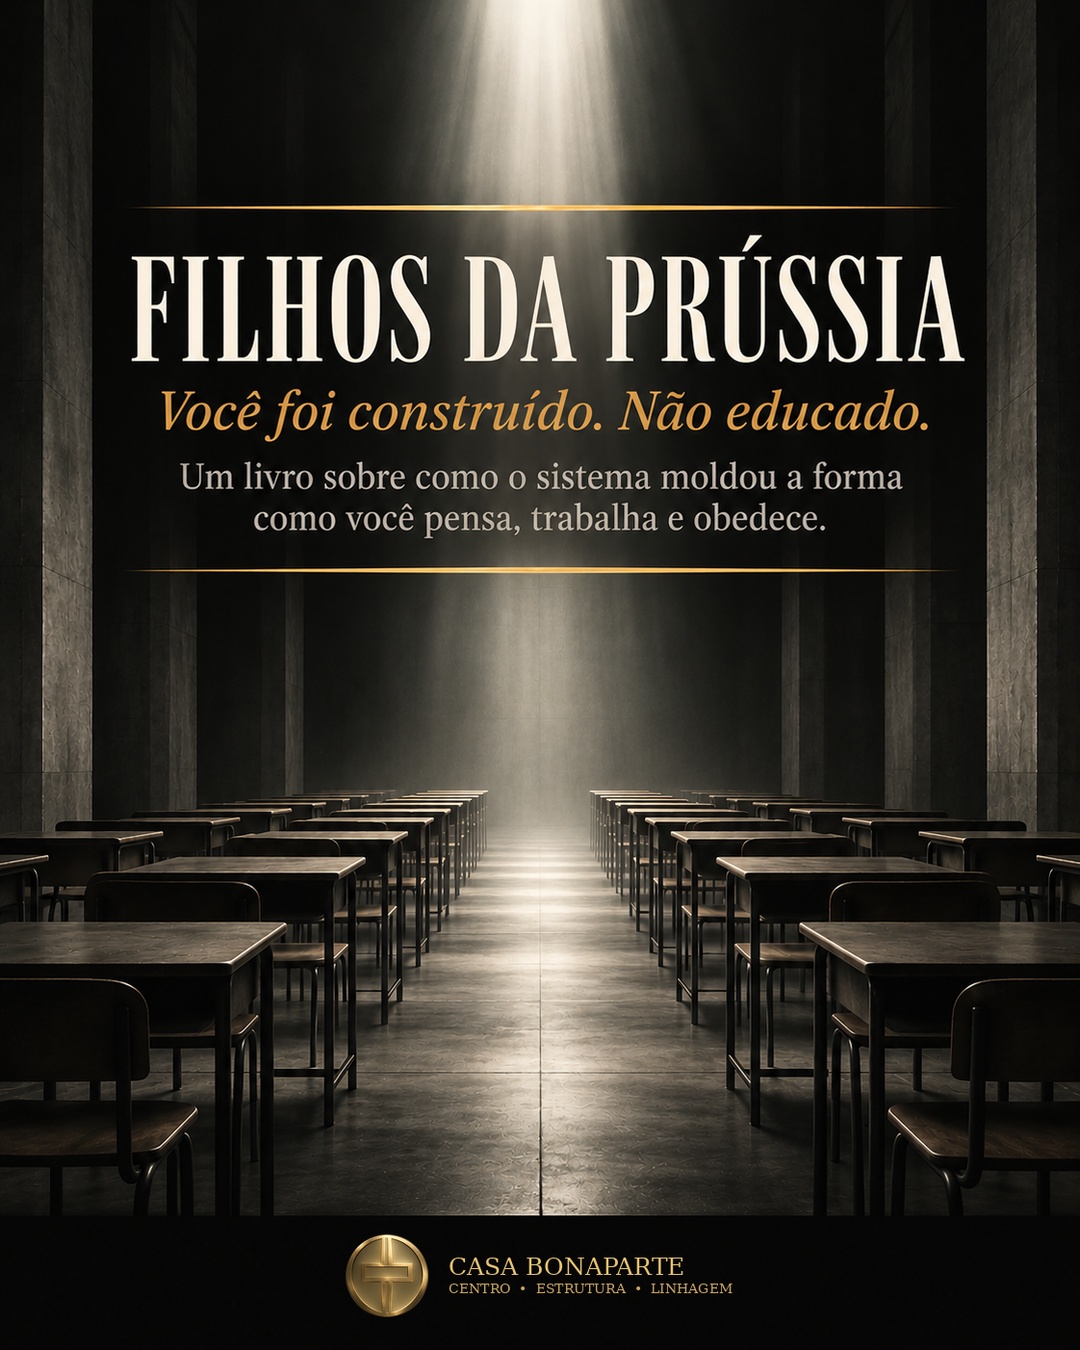 FILHOS DA PRÚSSIA
Você foi construído. Não educado.
Um livro sobre como o sistema moldou a forma
como você pensa, trabalha e obedece.
CASA BONAPARTE
CENTRO • ESTRUTURA • LINHAGEM